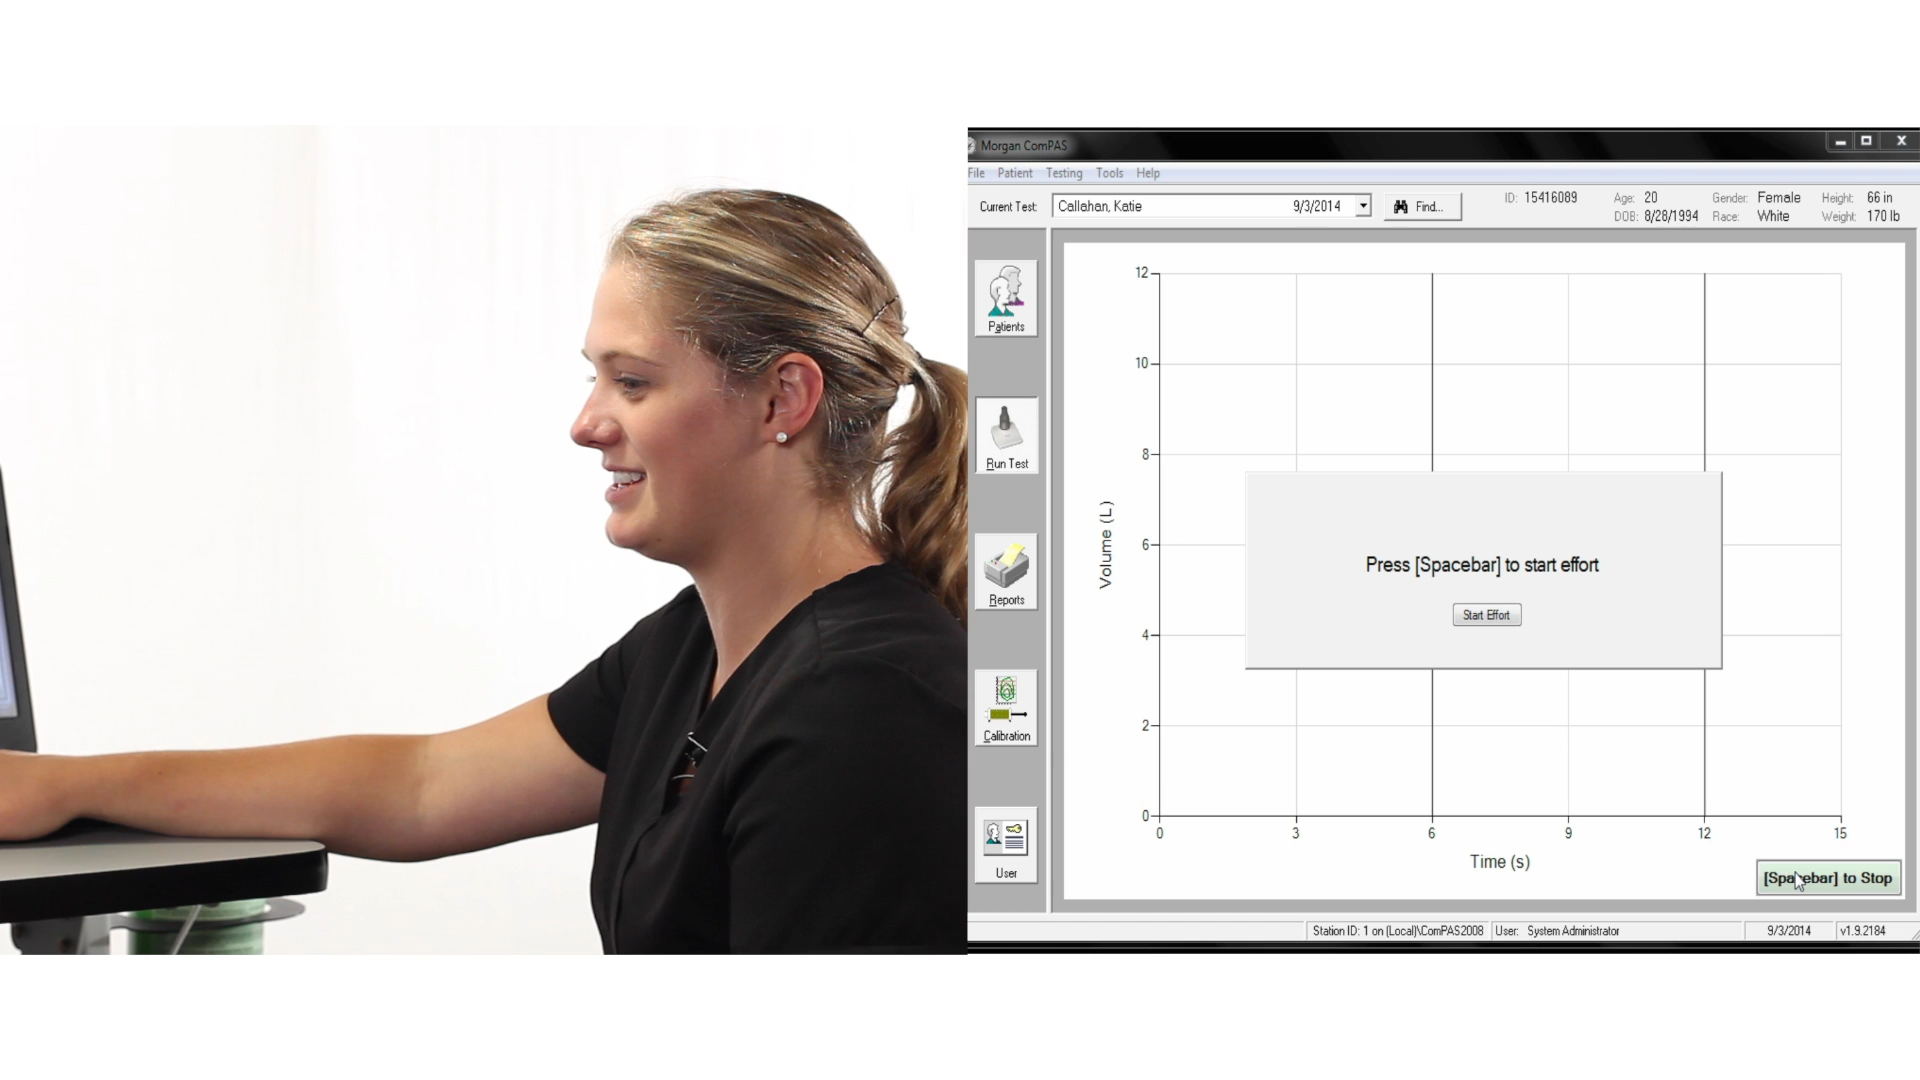 Morgan ComPAS
File Patient Testing Tools Help
Current Test: Callahan, Katie 9/3/2014 Find... ID: 15416089 Age: 20 Gender: Female Height: 66 in
DOB: 8/28/1994 Race: White Weight: 170 lb
Patients
Run Test
Reports
Calibration
User
12
10
8
6
4
2
0
Volume (L)
Press [Spacebar] to start effort
Start Effort
0 3 6 9 12 15
Time (s)
[Spacebar] to Stop
Station ID: 1 on (Local)\ComPAS2008 User: System Administrator 9/3/2014 v1.9.2184